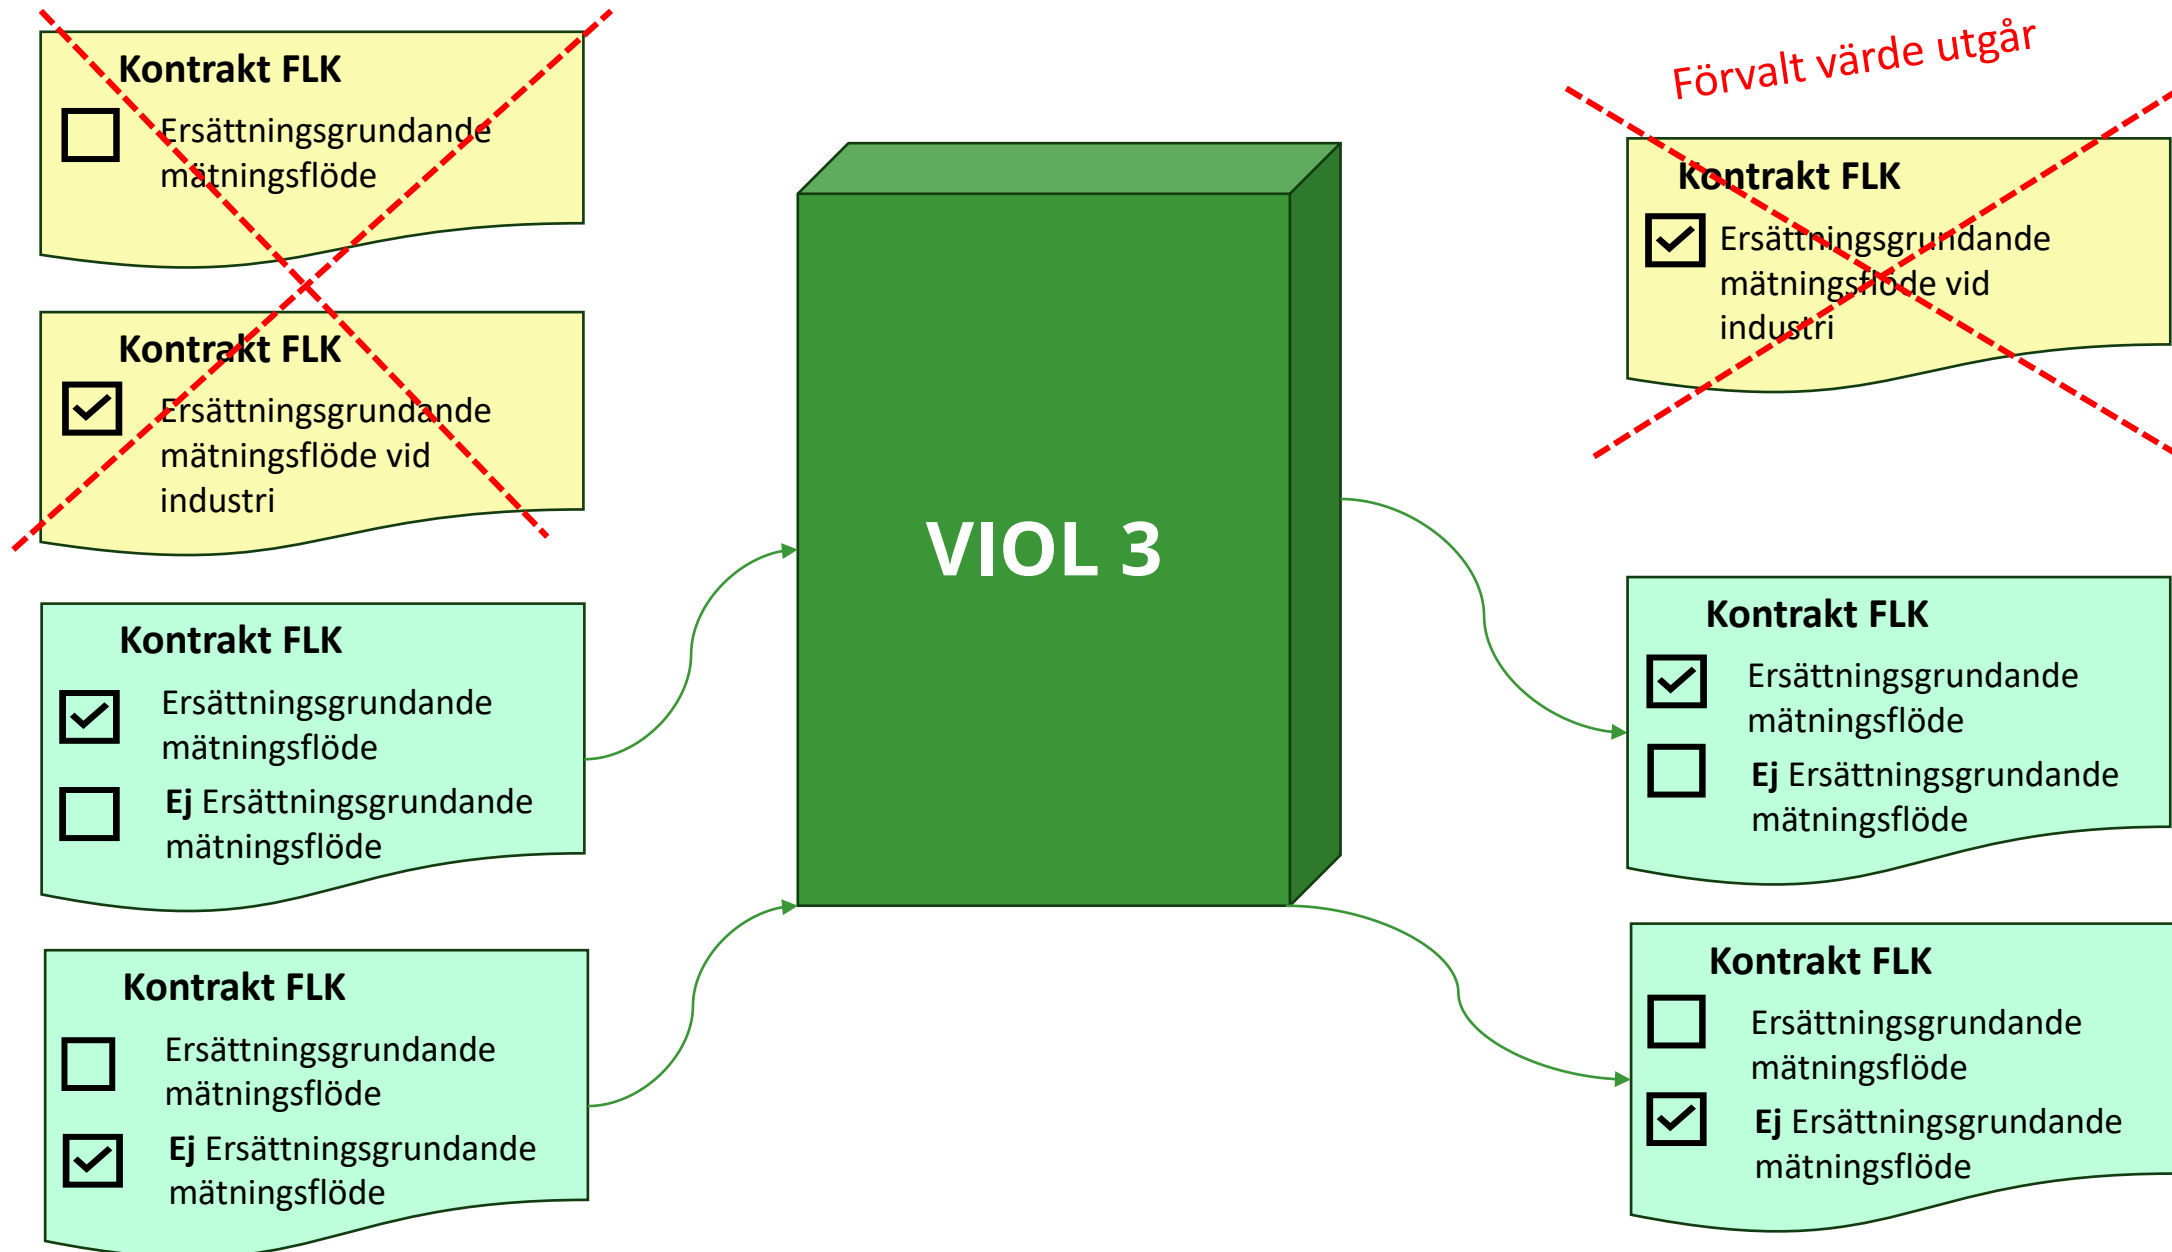 Kontrakt FLK
Ersättningsgrundande
mätningsflöde
Kontrakt FLK
Ersättningsgrundande
mätningsflöde vid
industri
Kontrakt FLK
Ersättningsgrundande
mätningsflöde
Ej Ersättningsgrundande
mätningsflöde
Kontrakt FLK
Ersättningsgrundande
mätningsflöde
Ej Ersättningsgrundande
mätningsflöde
VIOL 3
Förvalt värde utgår
Kontrakt FLK
Ersättningsgrundande
mätningsflöde vid
industri
Kontrakt FLK
Ersättningsgrundande
mätningsflöde
Ej Ersättningsgrundande
mätningsflöde
Kontrakt FLK
Ersättningsgrundande
mätningsflöde
Ej Ersättningsgrundande
mätningsflöde